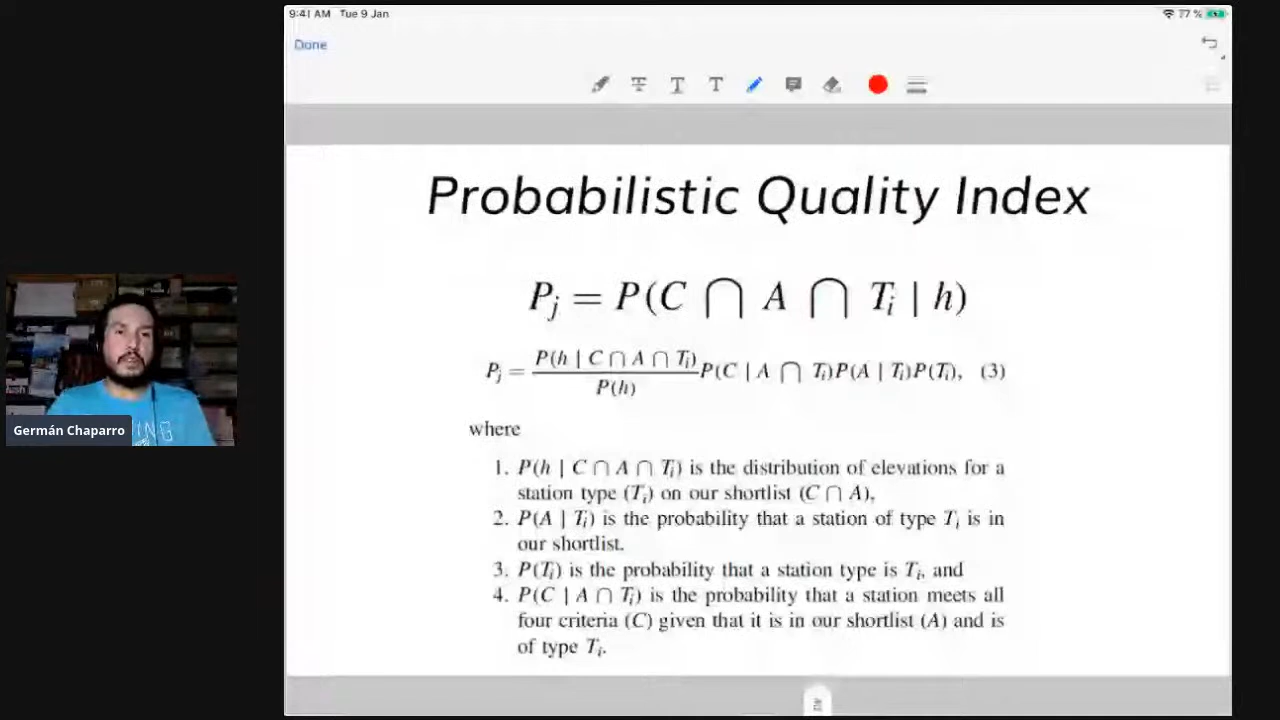 9:41 AM Tue 9 Jan
77 %
Done
Probabilistic Quality Index
P_j = P(C ⋂ A ⋂ T_i | h)
P_j = P(h | C ∩ A ∩ T_i) / P(h) P(C | A ⋂ T_i)P(A | T_i)P(T_i), (3)
where
1. P(h | C ∩ A ∩ T_i) is the distribution of elevations for a
station type (T_i) on our shortlist (C ∩ A),
2. P(A | T_i) is the probability that a station of type T_i is in
our shortlist.
3. P(T_i) is the probability that a station type is T_i, and
4. P(C | A ∩ T_i) is the probability that a station meets all
four criteria (C) given that it is in our shortlist (A) and is
of type T_i.
Germán Chaparro